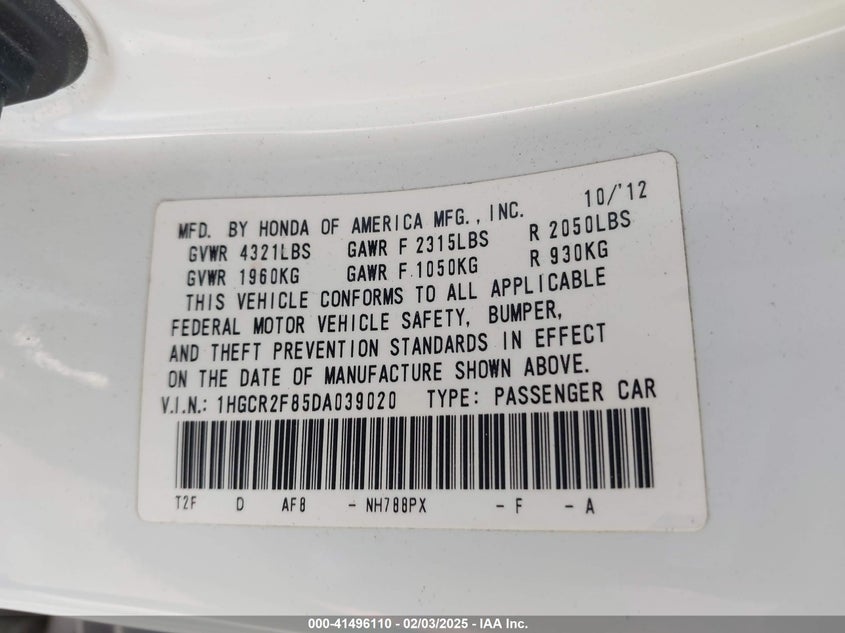 MFD. BY HONDA OF AMERICA MFG., INC. 10/'12
GVWR 4321LBS GAWR F 2315LBS R 2050LBS
GVWR 1960KG GAWR F 1050KG R 930KG
THIS VEHICLE CONFORMS TO ALL APPLICABLE
FEDERAL MOTOR VEHICLE SAFETY, BUMPER,
AND THEFT PREVENTION STANDARDS IN EFFECT
ON THE DATE OF MANUFACTURE SHOWN ABOVE.
V.I.N.: 1HGCR2F85DA039020 TYPE: PASSENGER CAR
T2F D AF8 - NH788PX - F - A
000-41496110 - 02/03/2025 - IAA Inc.